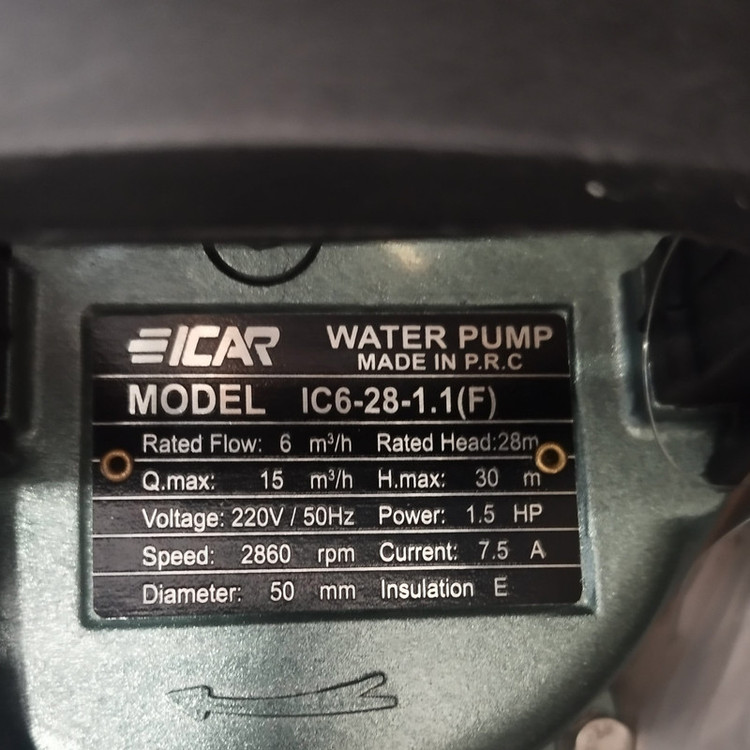 ICAR WATER PUMP
MADE IN P.R.C
MODEL IC6-28-1.1(F)
Rated Flow: 6 m³/h Rated Head:28m
Q.max: 15 m³/h H.max: 30 m
Voltage: 220V / 50Hz Power: 1.5 HP
Speed: 2860 rpm Current: 7.5 A
Diameter: 50 mm Insulation E